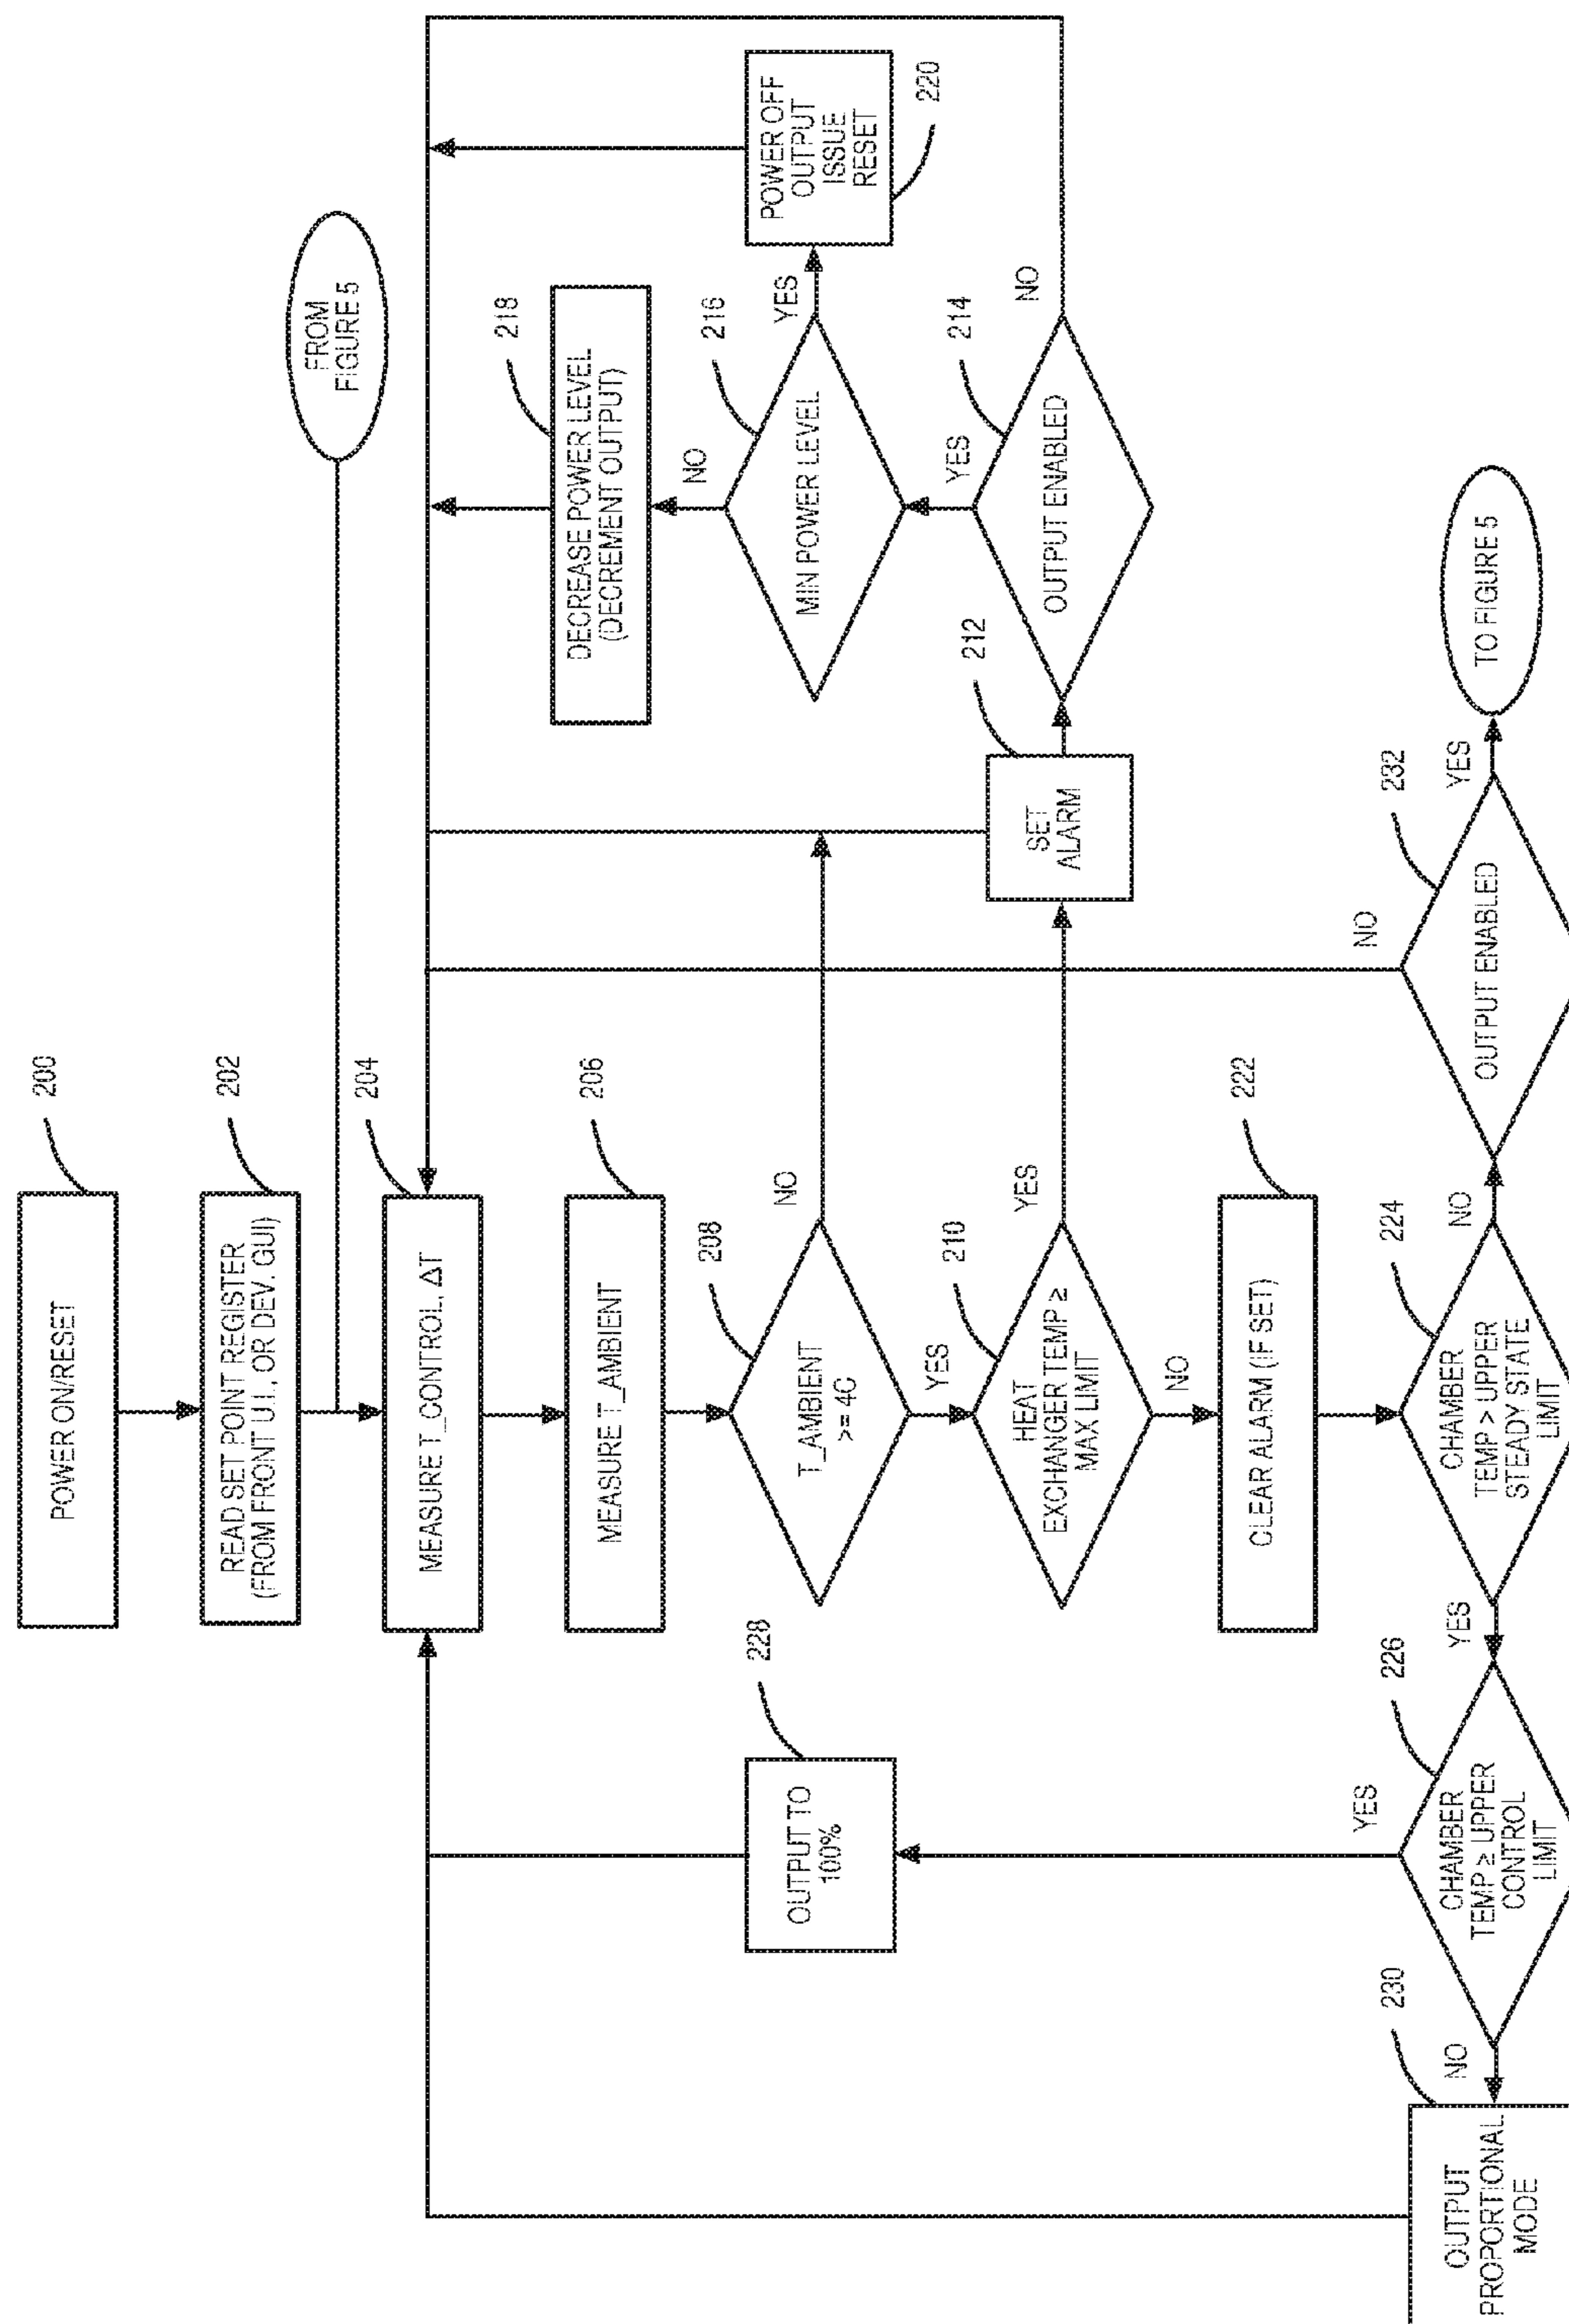 POWER ON/RESET
200
READ SET POINT REGISTER
(FROM FRONT U.I., OR DEV. GUI)
202
FROM
FIGURE 5
MEASURE T_CONTROL, ΔT
204
MEASURE T_AMBIENT
206
T_AMBIENT
>= 4C
208
NO
YES
HEAT
EXCHANGER TEMP ≥
MAX LIMIT
210
YES
NO
SET
ALARM
212
OUTPUT ENABLED
214
NO
YES
MIN POWER LEVEL
216
YES
NO
DECREASE POWER LEVEL
(DECREMENT OUTPUT)
218
POWER OFF
OUTPUT
ISSUE
RESET
220
CLEAR ALARM (IF SET)
222
CHAMBER
TEMP > UPPER
STEADY STATE
LIMIT
224
YES
NO
CHAMBER
TEMP ≥ UPPER
CONTROL
LIMIT
226
YES
NO
OUTPUT TO
100%
228
OUTPUT
PROPORTIONAL
MODE
230
OUTPUT ENABLED
232
NO
YES
TO FIGURE 5